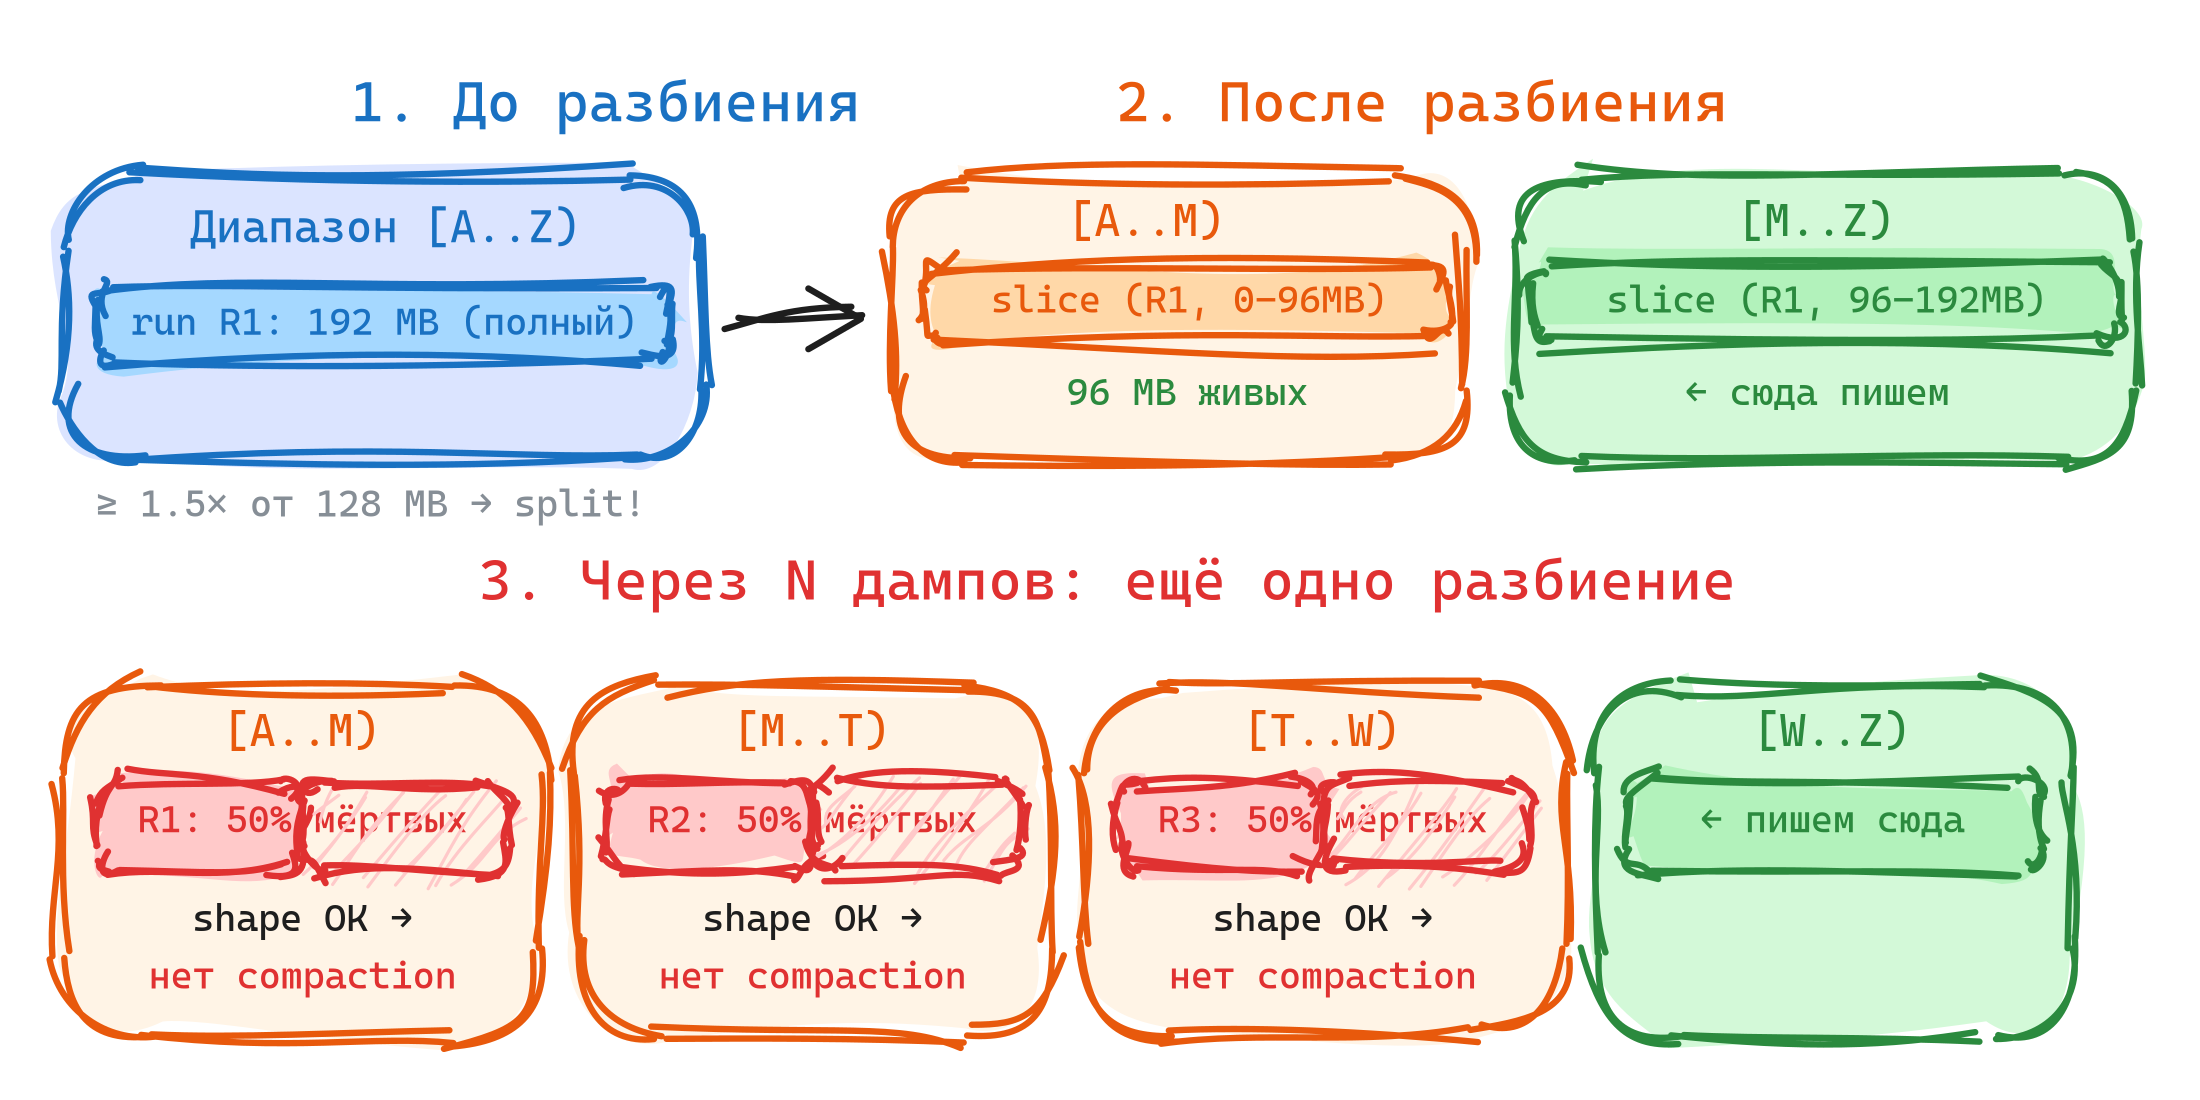 1. До разбиения
2. После разбиения
Диапазон [A..Z)
run R1: 192 MB (полный)
≥ 1.5× от 128 MB → split!
[A..M)
slice (R1, 0–96MB)
96 MB живых
[M..Z)
slice (R1, 96–192MB)
← сюда пишем
3. Через N дампов: ещё одно разбиение
[A..M)
R1: 50% мёртвых
shape OK →
нет compaction
[M..T)
R2: 50% мёртвых
shape OK →
нет compaction
[T..W)
R3: 50% мёртвых
shape OK →
нет compaction
[W..Z)
← пишем сюда